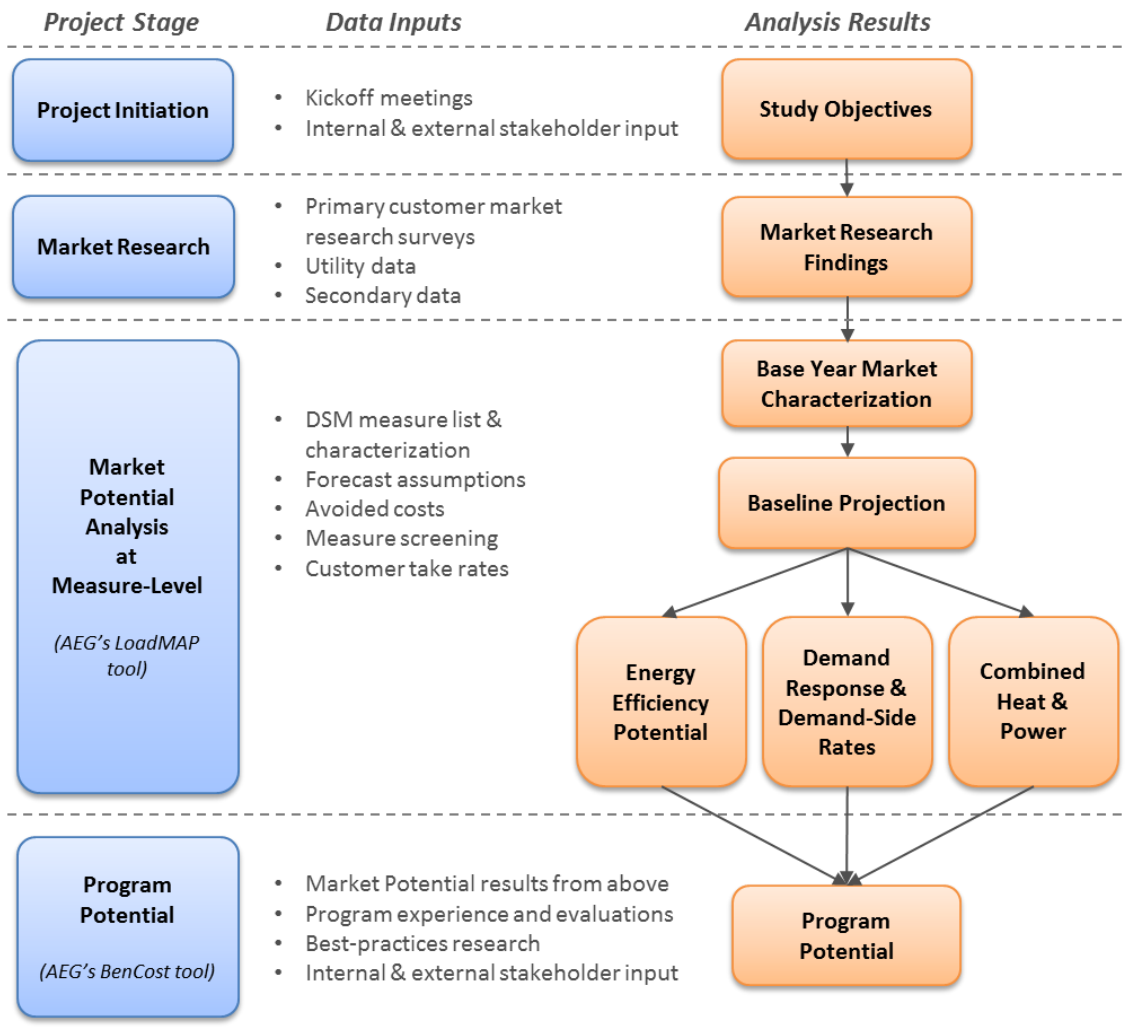 Project Stage
Data Inputs
Analysis Results
Project Initiation
• Kickoff meetings
• Internal & external stakeholder input
Study Objectives
Market Research
• Primary customer market
research surveys
• Utility data
• Secondary data
Market Research
Findings
Market
Potential
Analysis
at
Measure-Level
(AEG's LoadMAP
tool)
• DSM measure list &
characterization
• Forecast assumptions
• Avoided costs
• Measure screening
• Customer take rates
Base Year Market
Characterization
Baseline Projection
Energy
Efficiency
Potential
Demand
Response &
Demand-Side
Rates
Combined
Heat &
Power
Program
Potential
(AEG's BenCost tool)
• Market Potential results from above
• Program experience and evaluations
• Best-practices research
• Internal & external stakeholder input
Program
Potential